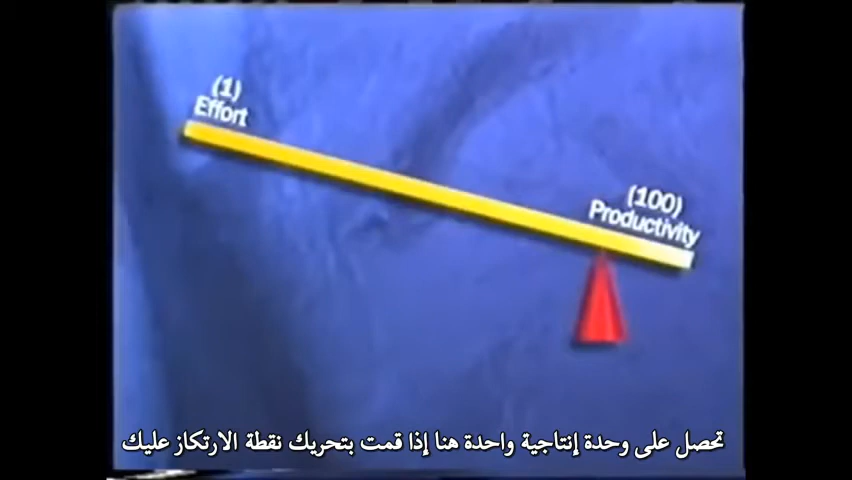 (1)
Effort
(100)
Productivity
تحصل على وحدة إنتاجية واحدة هنا إذا قمت بتحريك نقطة الارتكاز عليك